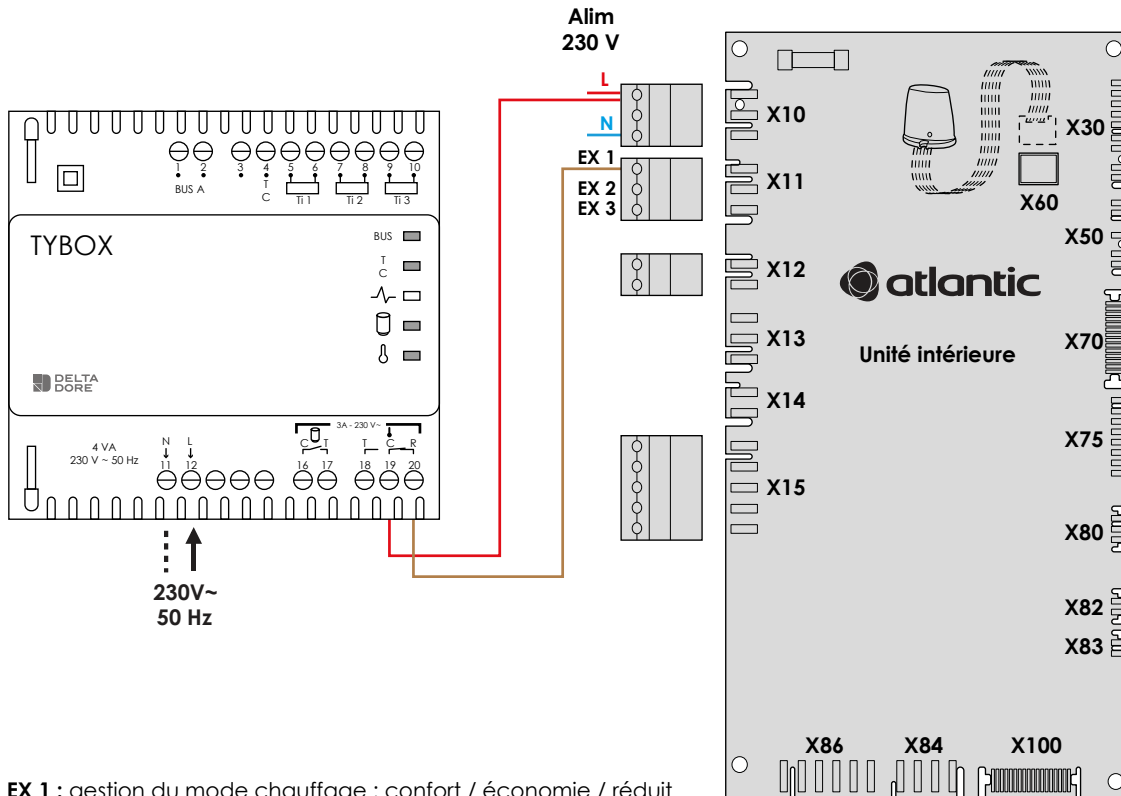 Alim
230 V
L
N
EX 1
EX 2
EX 3
X10
X11
X12
X13
X14
X15
X30
X60
X50
X70
X75
X80
X82
X83
X86
X84
X100
atlantic
Unité intérieure
1 2 3 4 5 6 7 8 9 10
BUS A
T
C
Ti 1
Ti 2
Ti 3
TYBOX
BUS
T
C
DELTA
DORE
4 VA
230 V ~ 50 Hz
N L
11 12
3A - 230 V~
C T
T C R
16 17
18 19 20
230V~
50 Hz
EX 1 : gestion du mode chauffage : confort / économie / réduit